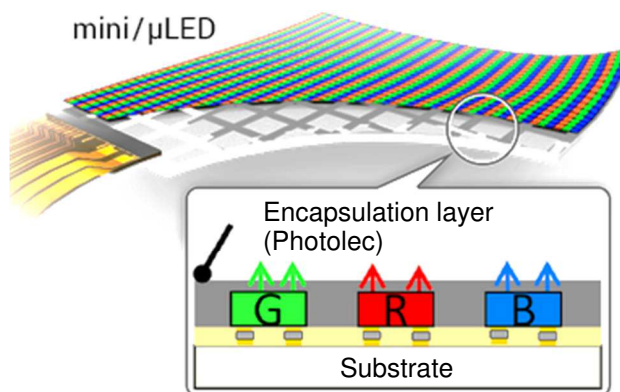 mini/μLED
Encapsulation layer
(Photolec)
G R B
Substrate